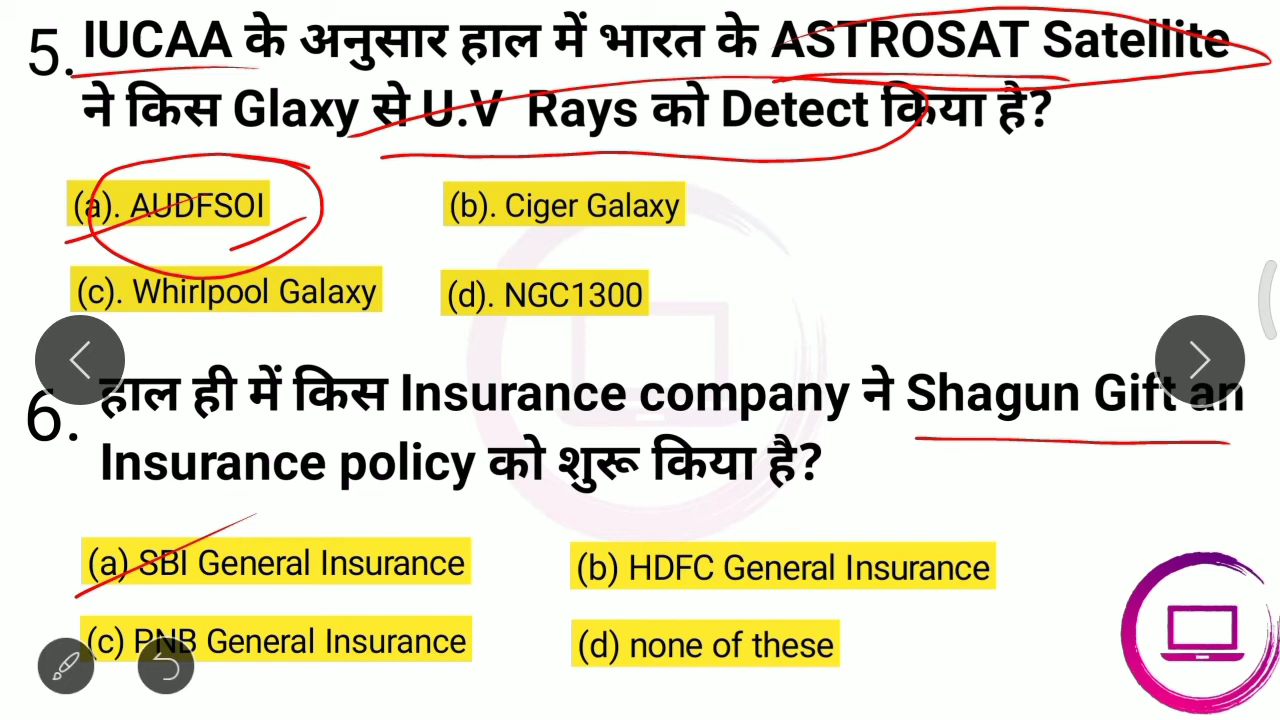 5. IUCAA के अनुसार हाल में भारत के ASTROSAT Satellite
ने किस Glaxy से U.V Rays को Detect किया है?
(a). AUDFSOI (b). Ciger Galaxy
(c). Whirlpool Galaxy (d). NGC1300
6. हाल ही में किस Insurance company ने Shagun Gift an
Insurance policy को शुरू किया है?
(a) SBI General Insurance (b) HDFC General Insurance
(c) PNB General Insurance (d) none of these